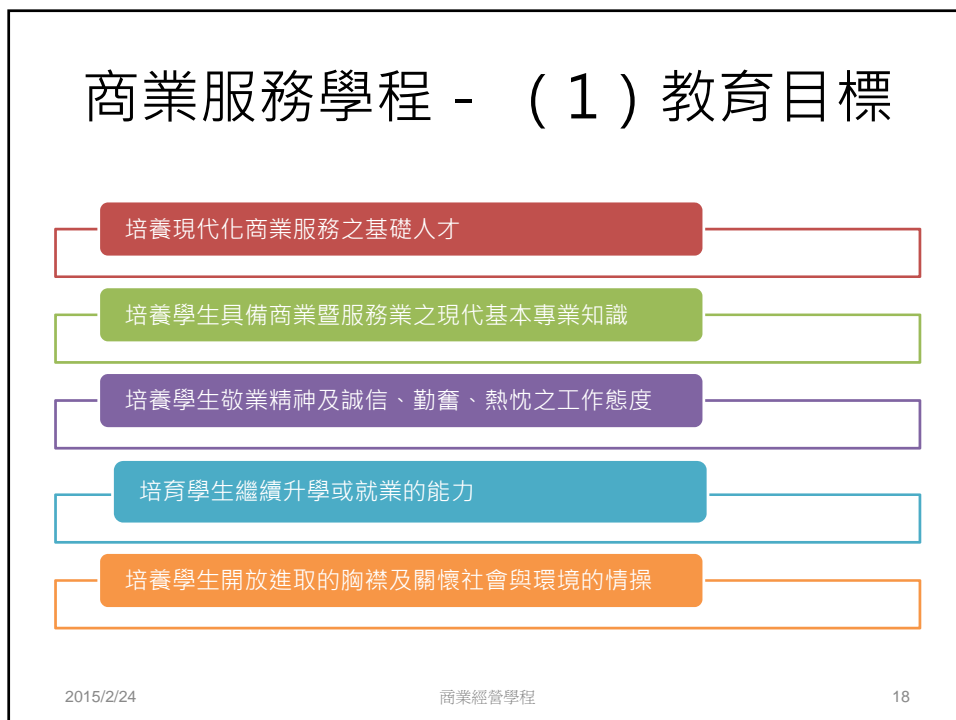 商業服務學程 - （1）教育目標
培養現代化商業服務之基礎人才
培養學生具備商業暨服務業之現代基本專業知識
培養學生敬業精神及誠信、勤奮、熱忱之工作態度
培育學生繼續升學或就業的能力
培養學生開放進取的胸襟及關懷社會與環境的情操
2015/2/24 商業經營學程 18